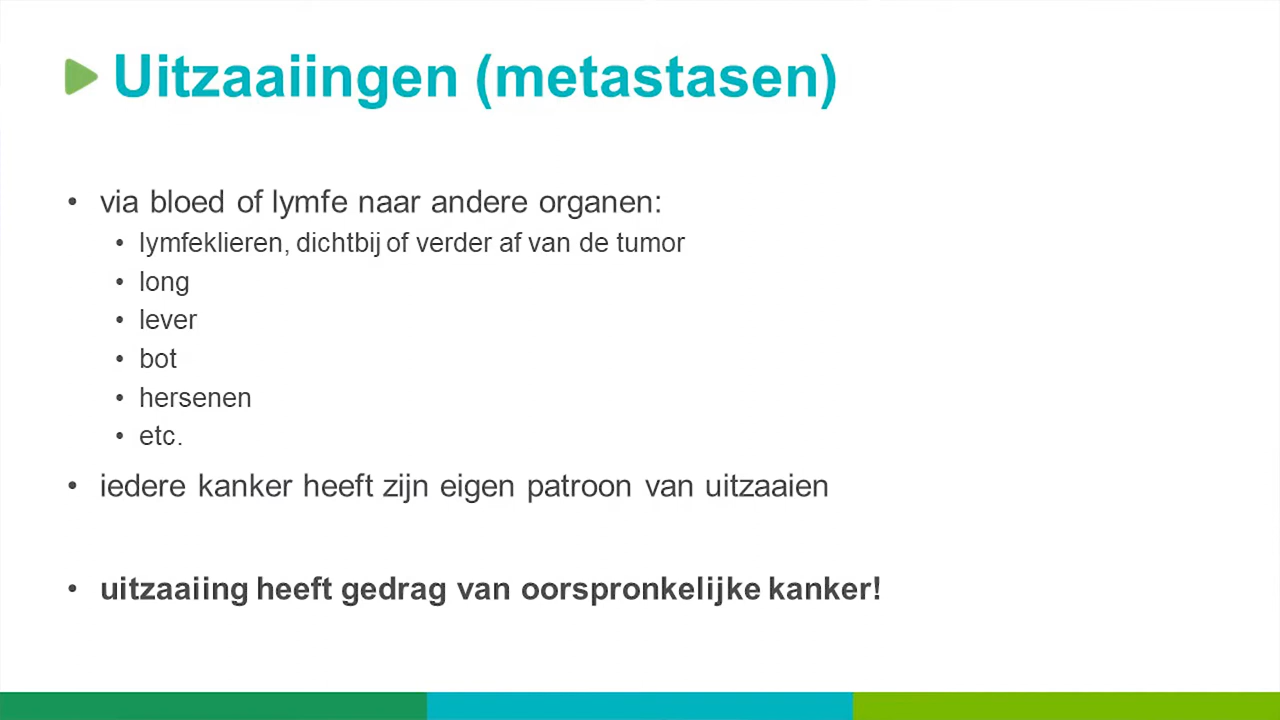 Uitzaaiingen (metastasen)
• via bloed of lymfe naar andere organen:
• lymfeklieren, dichtbij of verder af van de tumor
• long
• lever
• bot
• hersenen
• etc.
• iedere kanker heeft zijn eigen patroon van uitzaaien
• uitzaaiing heeft gedrag van oorspronkelijke kanker!